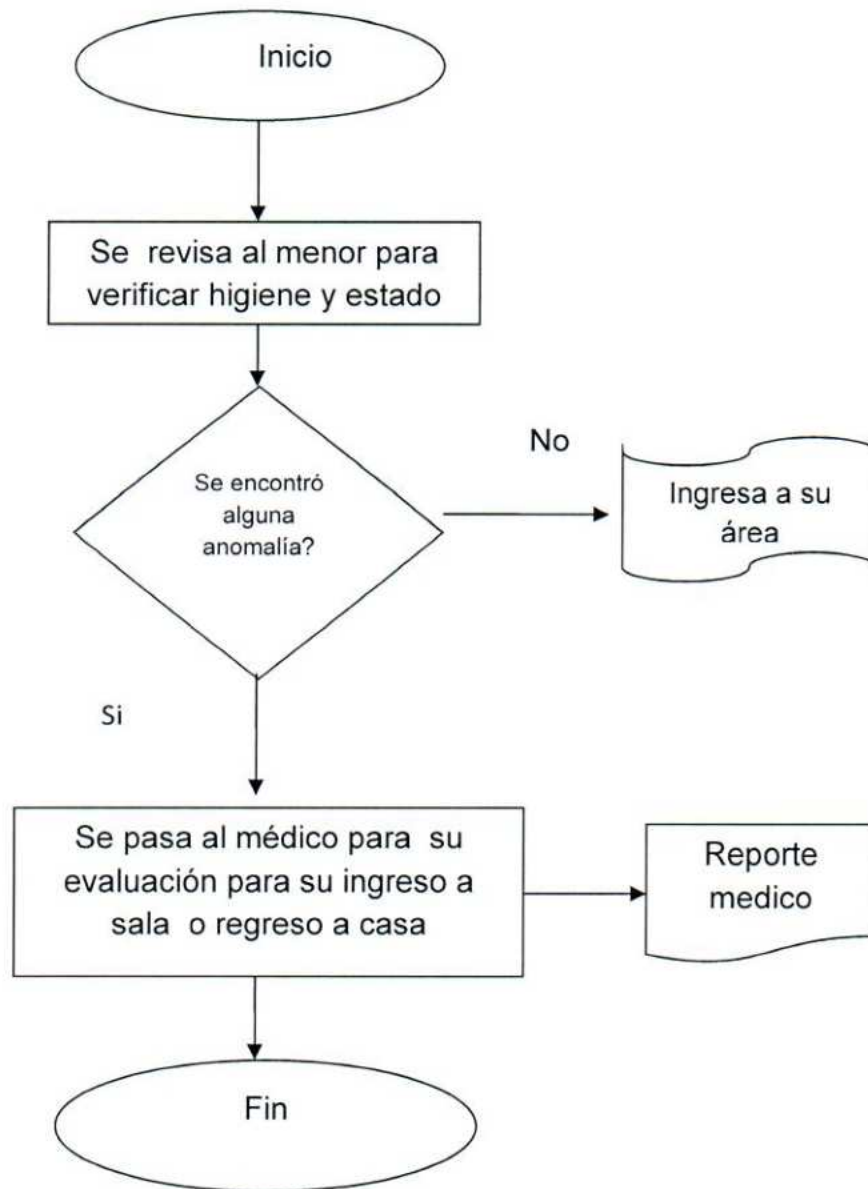 Inicio
Se revisa al menor para
verificar higiene y estado
Se encontró
alguna
anomalía?
No
Ingresa a su
área
Si
Se pasa al médico para su
evaluación para su ingreso a
sala o regreso a casa
Reporte
medico
Fin